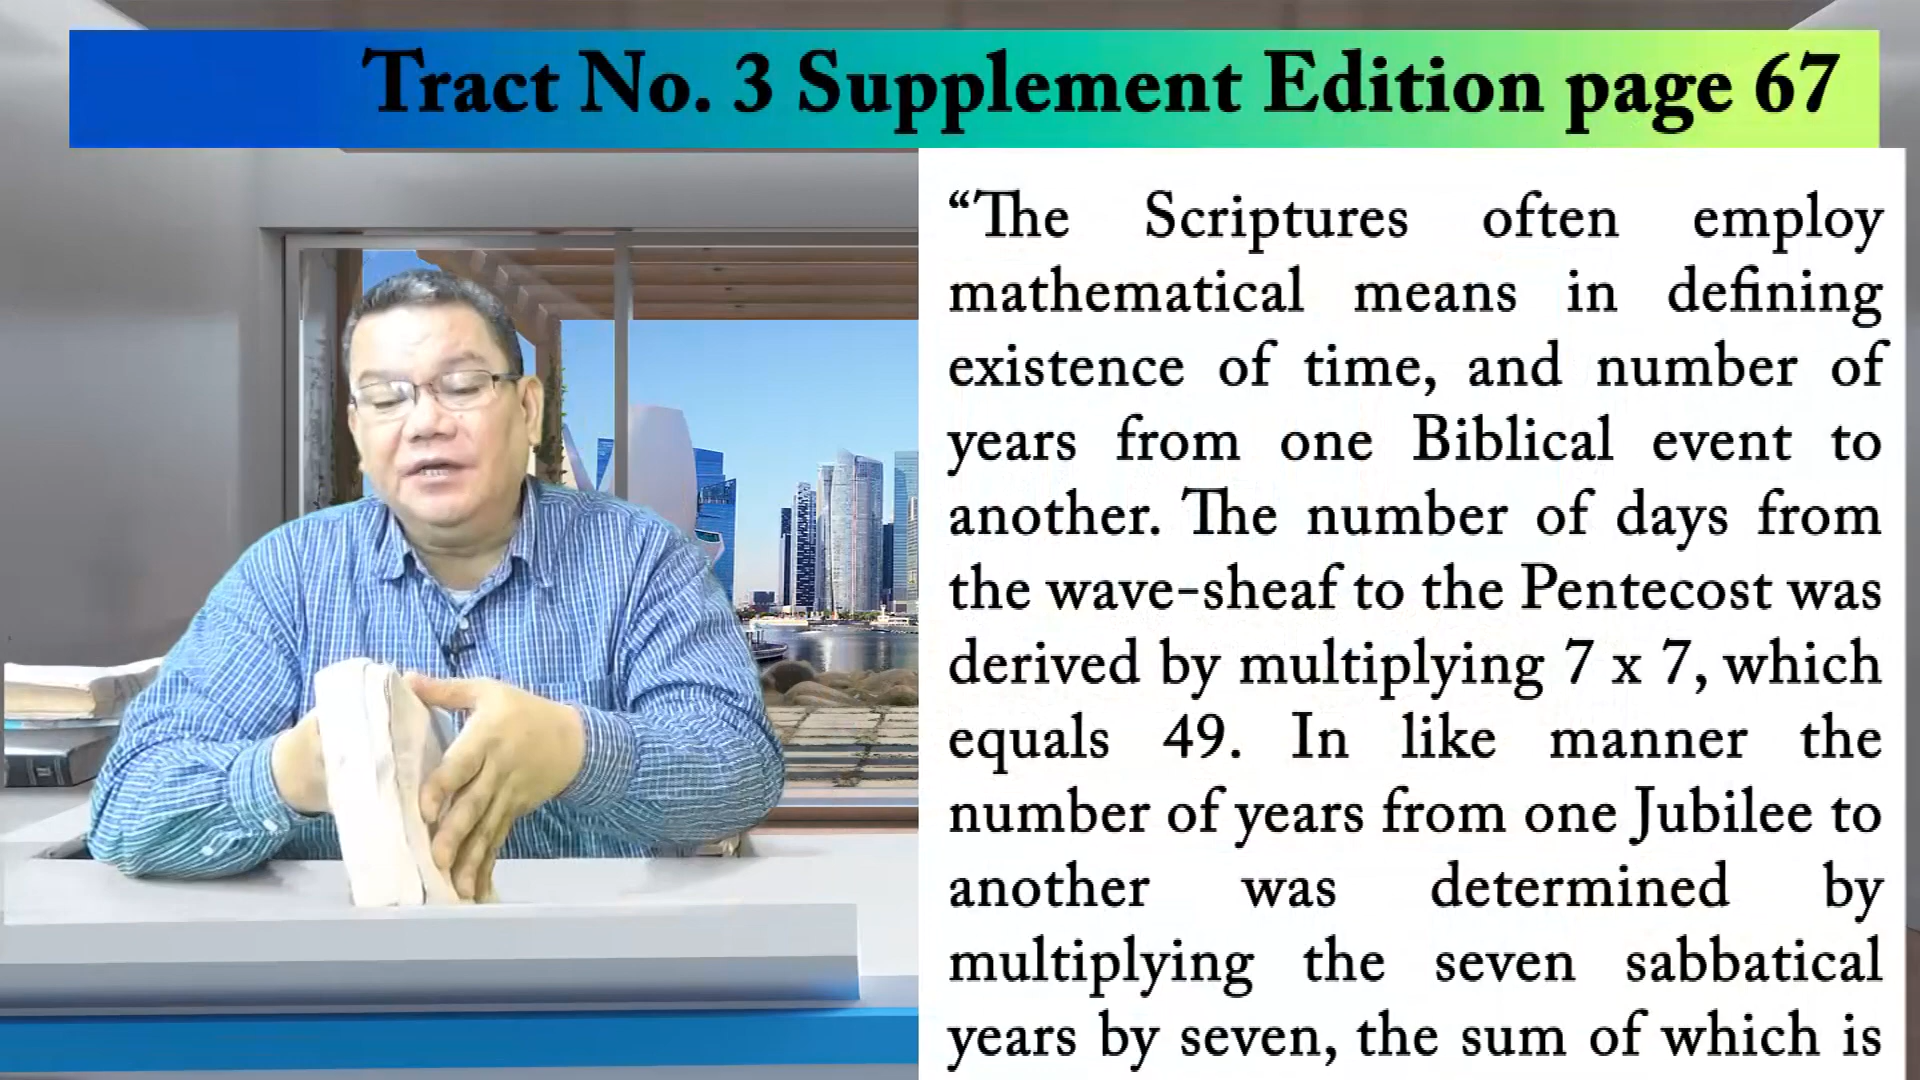 Tract No. 3 Supplement Edition page 67
“The Scriptures often employ
mathematical means in defining
existence of time, and number of
years from one Biblical event to
another. The number of days from
the wave-sheaf to the Pentecost was
derived by multiplying 7 x 7, which
equals 49. In like manner the
number of years from one Jubilee to
another was determined by
multiplying the seven sabbatical
years by seven, the sum of which is